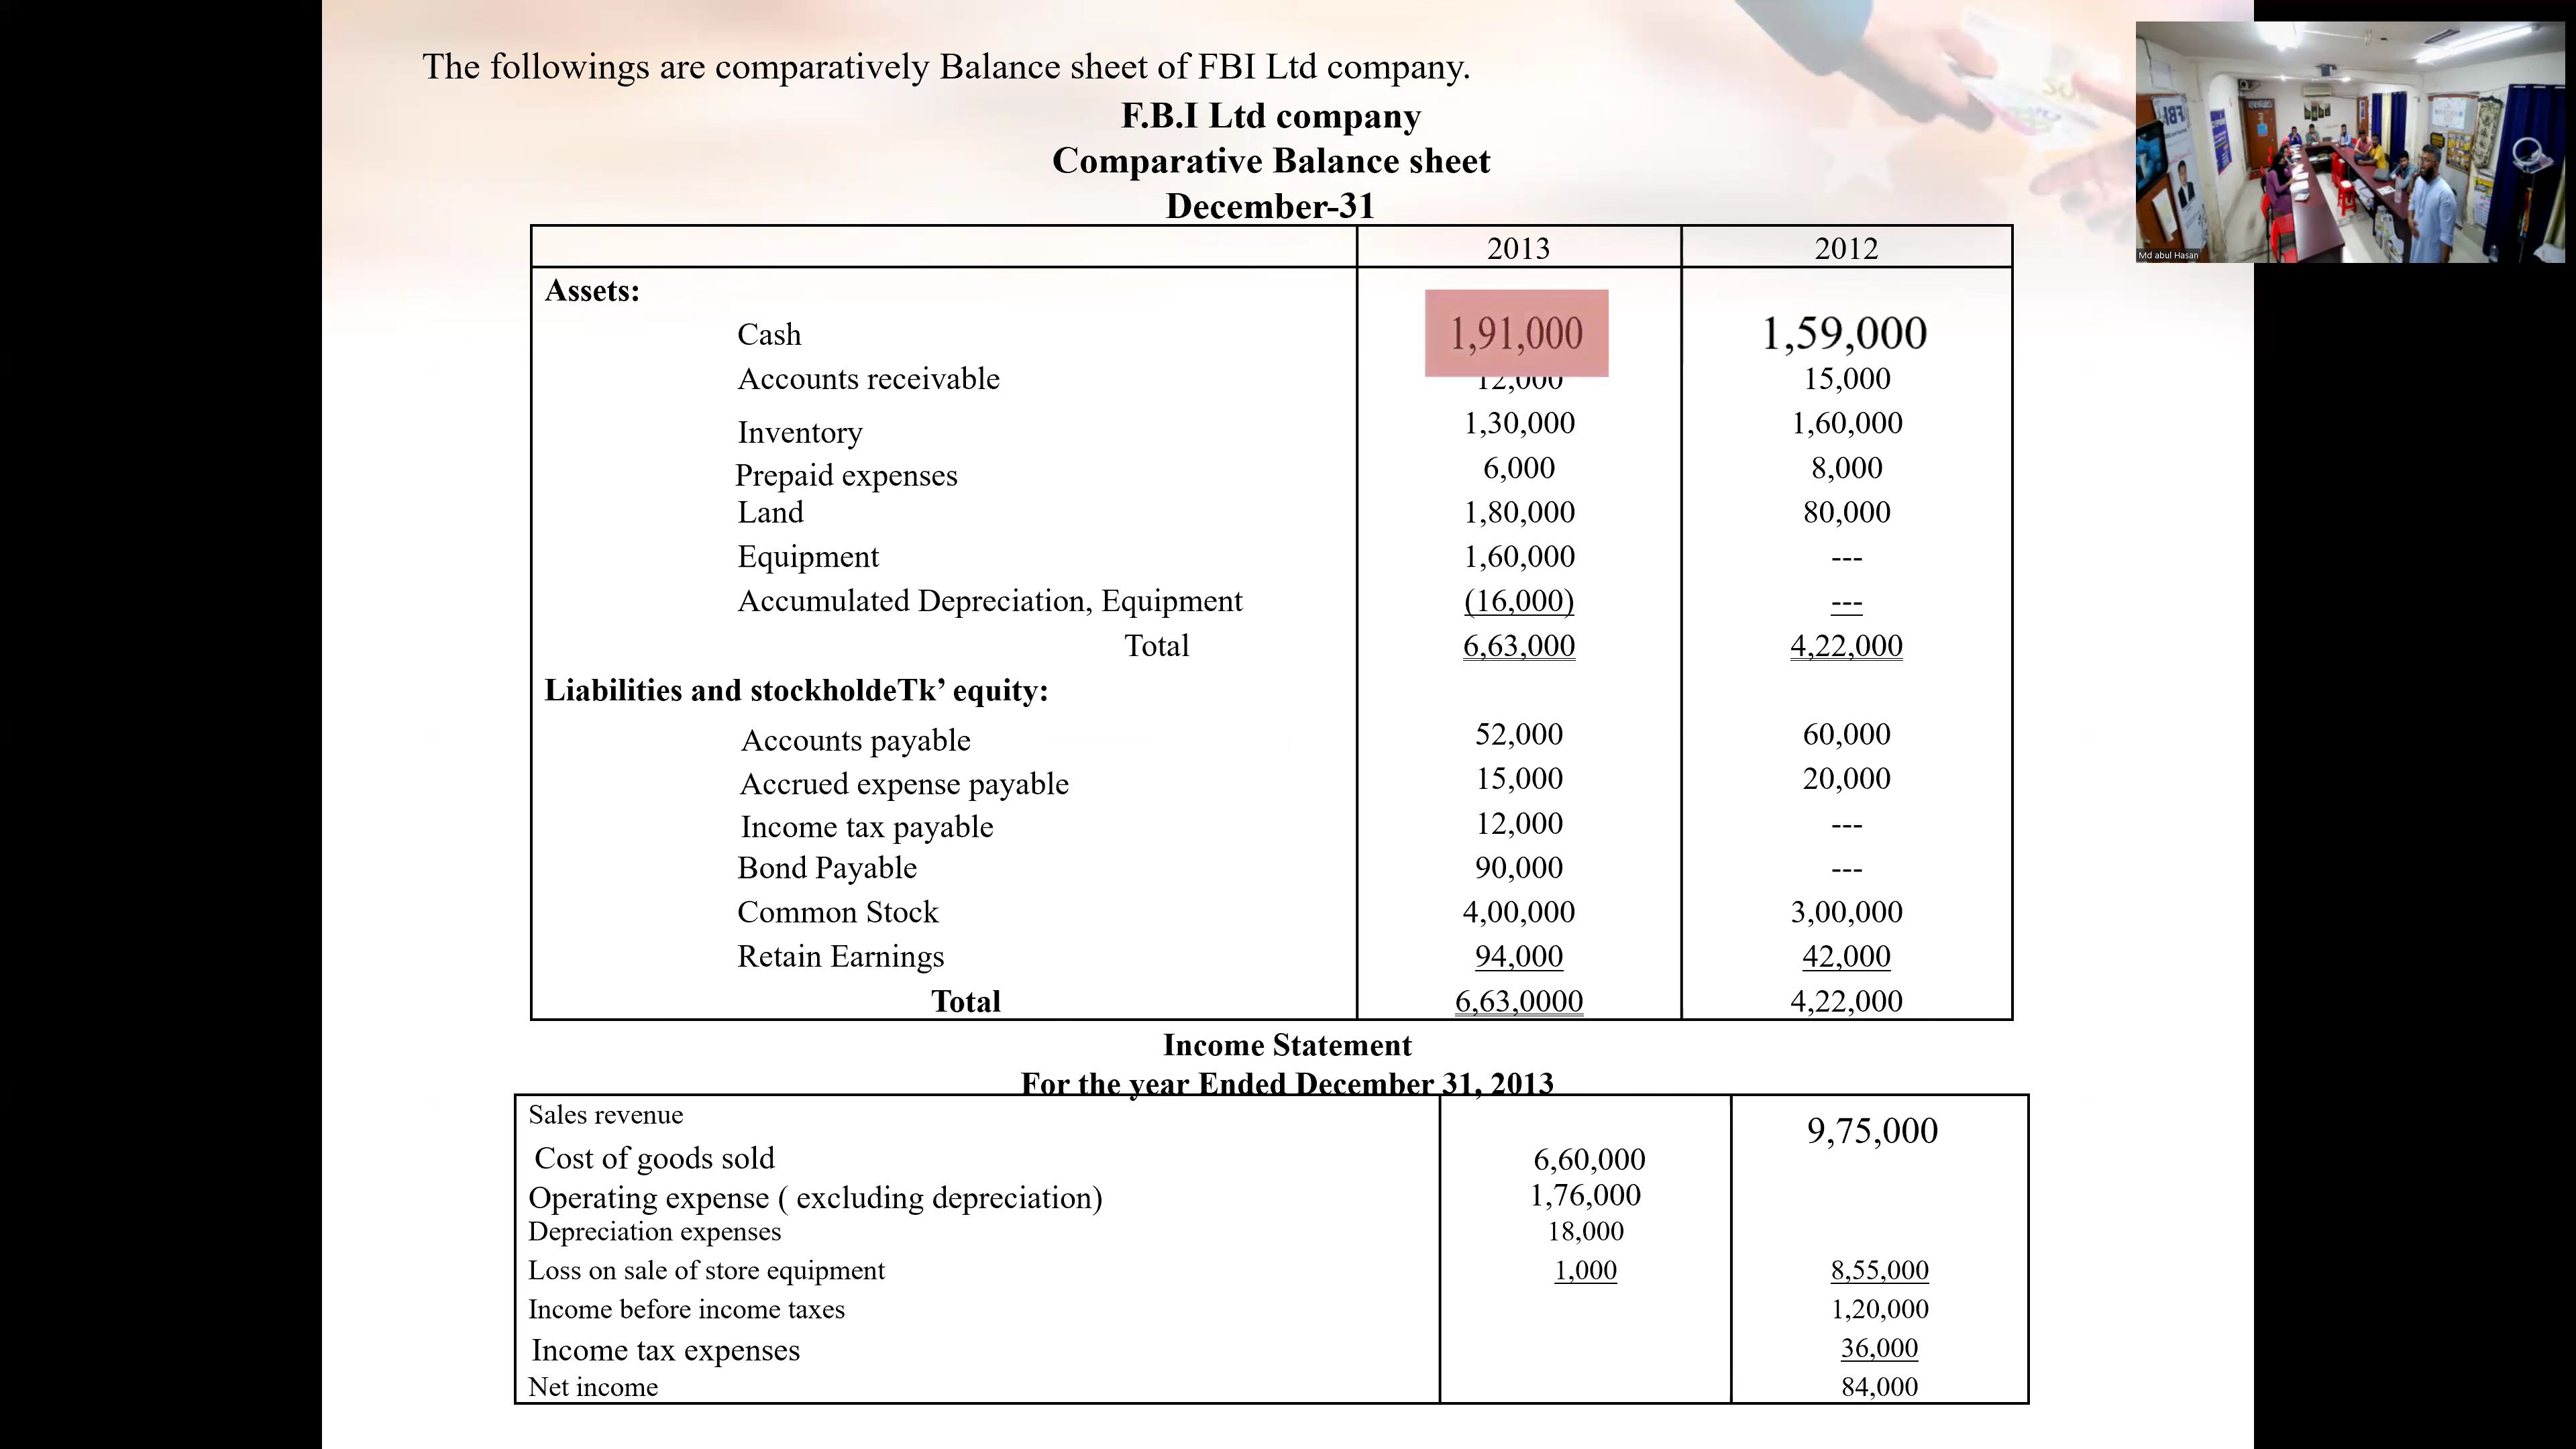 The followings are comparatively Balance sheet of FBI Ltd company.
F.B.I Ltd company
Comparative Balance sheet
December-31
2013 2012
Assets:
Cash 1,91,000 1,59,000
Accounts receivable 12,000 15,000
Inventory 1,30,000 1,60,000
Prepaid expenses 6,000 8,000
Land 1,80,000 80,000
Equipment 1,60,000 ---
Accumulated Depreciation, Equipment (16,000) ---
Total 6,63,000 4,22,000
Liabilities and stockholdeTk’ equity:
Accounts payable 52,000 60,000
Accrued expense payable 15,000 20,000
Income tax payable 12,000 ---
Bond Payable 90,000 ---
Common Stock 4,00,000 3,00,000
Retain Earnings 94,000 42,000
Total 6,63,0000 4,22,000
Income Statement
For the year Ended December 31, 2013
Sales revenue 9,75,000
Cost of goods sold 6,60,000
Operating expense ( excluding depreciation) 1,76,000
Depreciation expenses 18,000
Loss on sale of store equipment 1,000 8,55,000
Income before income taxes 1,20,000
Income tax expenses 36,000
Net income 84,000
FBI
Md abul Hasan